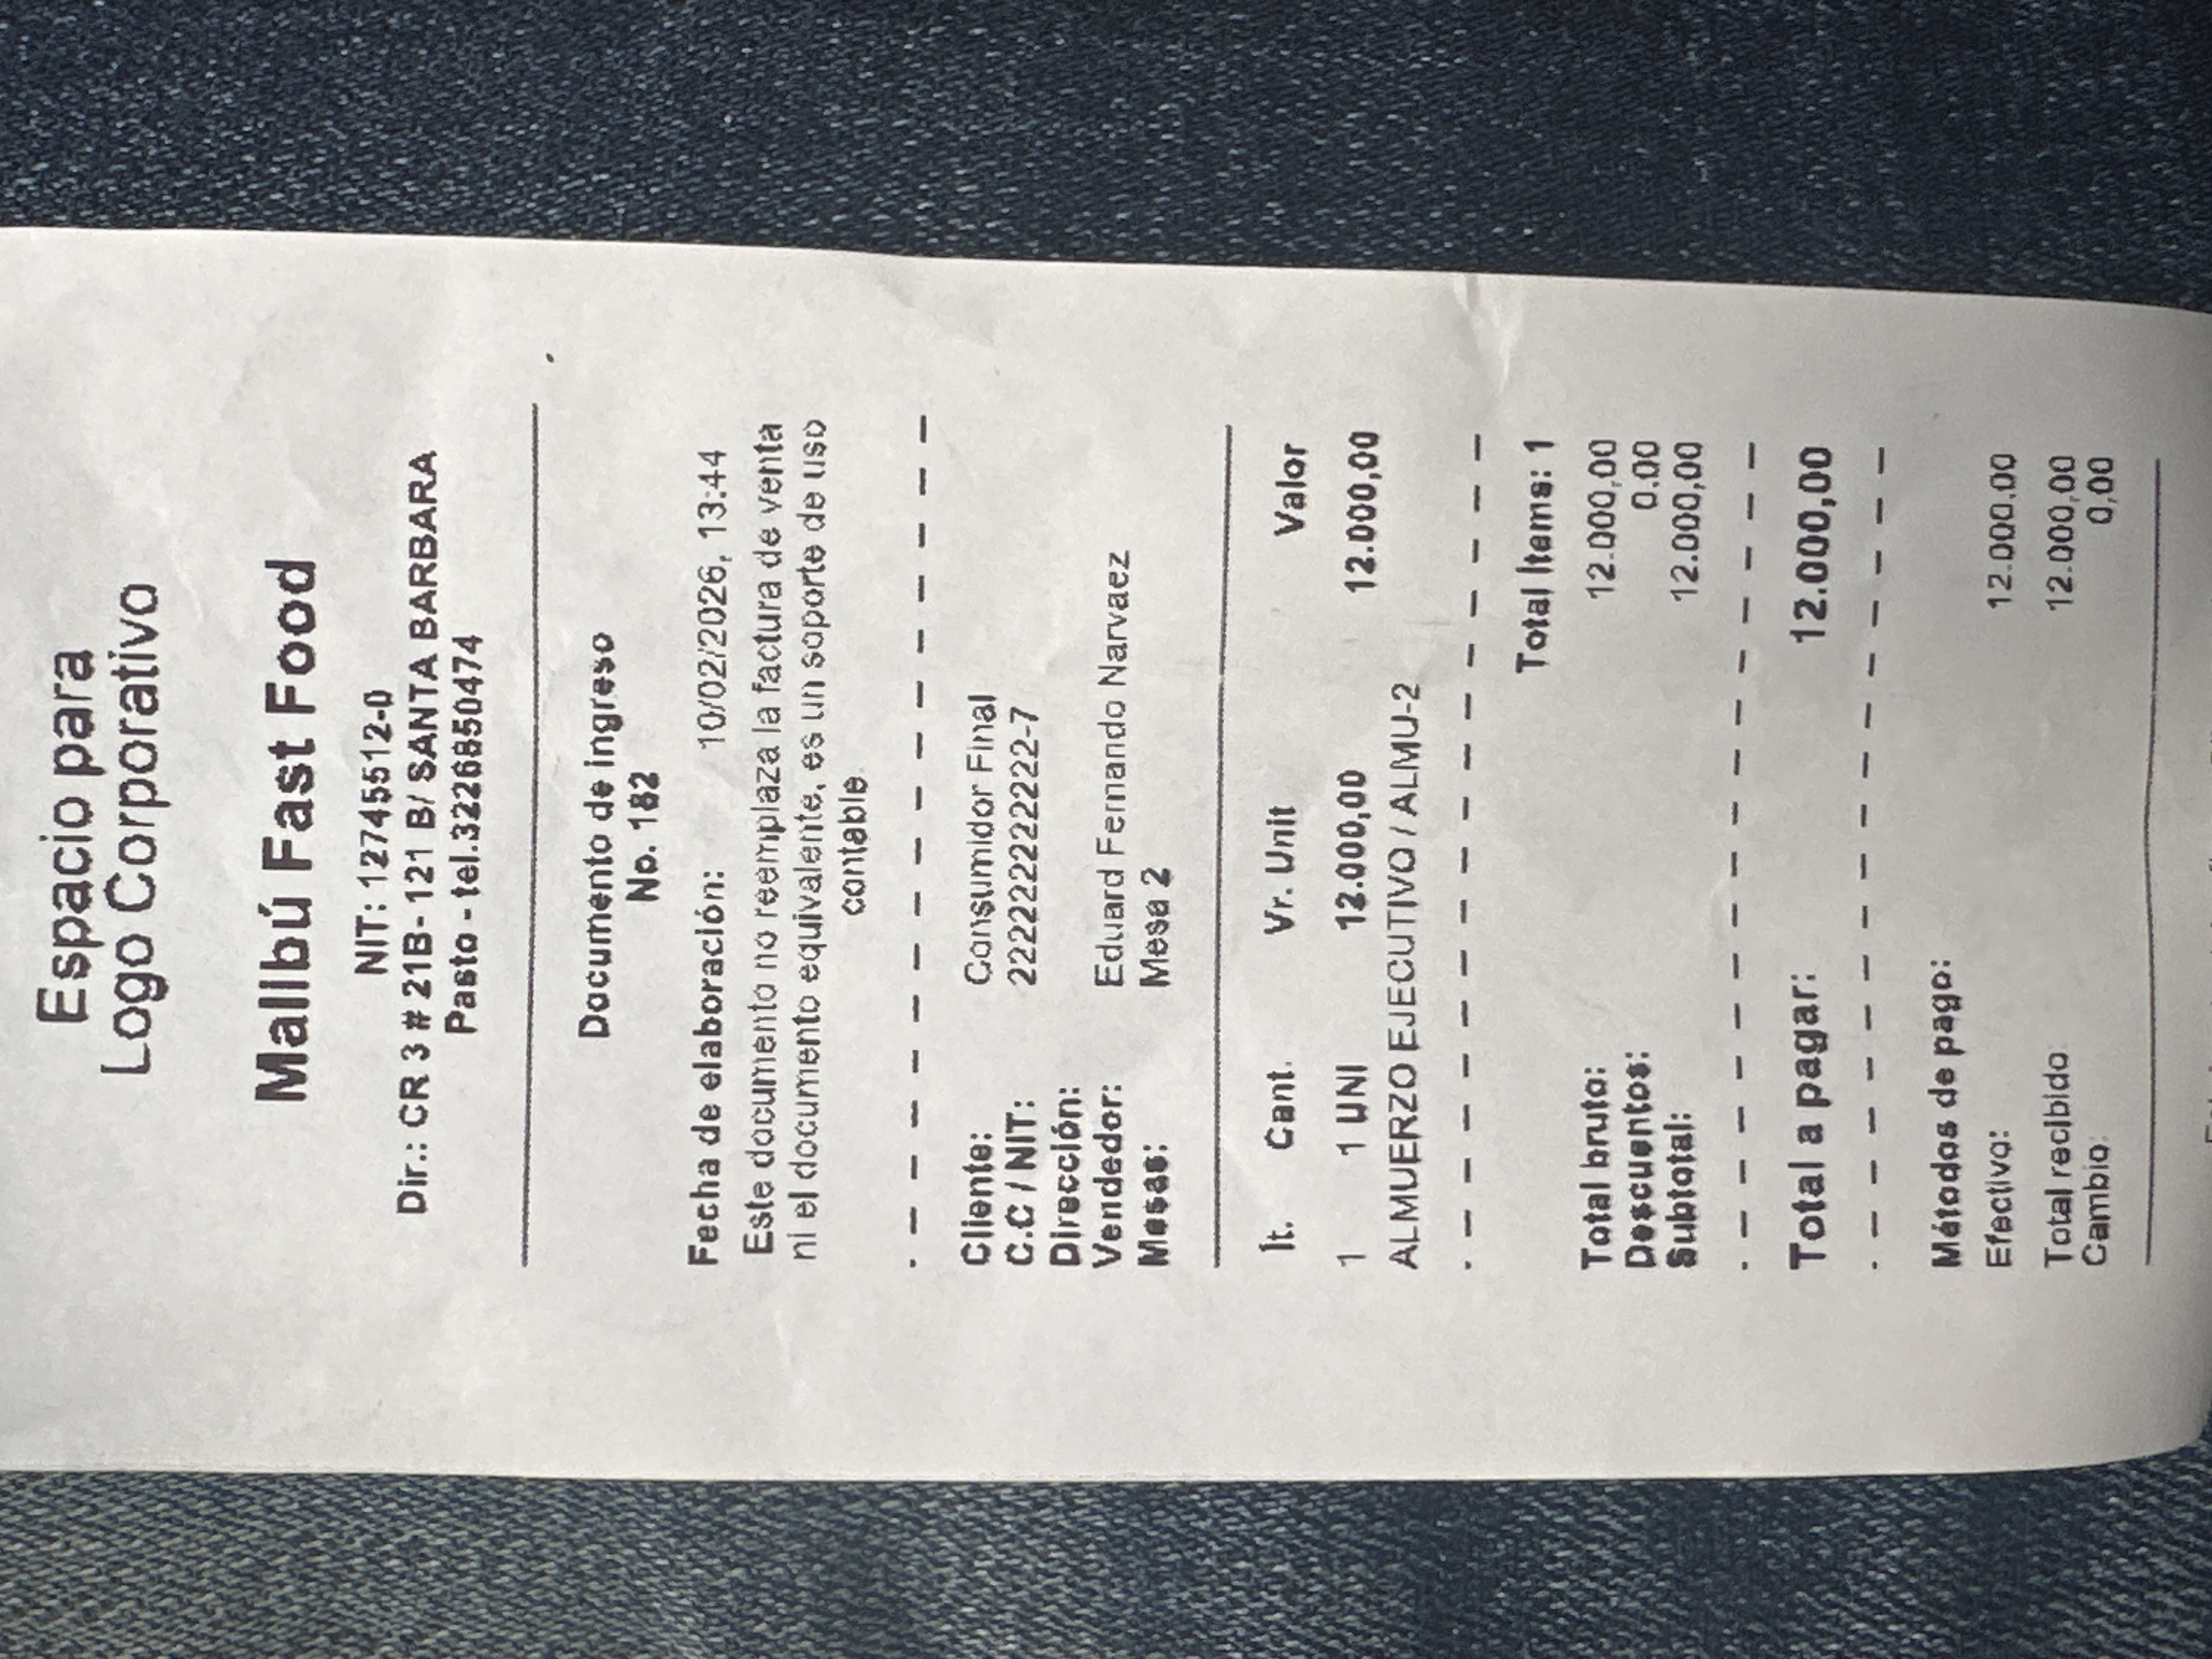 Espacio para
Logo Corporativo
Malibú Fast Food
NIT: 12745512-0
Dir.: CR 3 # 21B- 121 B/ SANTA BARBARA
Pasto - tel.3226850474
Documento de ingreso
No. 182
Fecha de elaboración: 10/02/2026, 13:44
Este documento no reemplaza la factura de venta
ni el documento equivalente, es un soporte de uso
contable
Cliente: Consumidor Final
C.C / NIT: 222222222222-7
Dirección:
Vendedor: Eduard Fernando Narvaez
Mesas: Mesa 2
It. Cant. Vr. Unit Valor
1 1 UNI 12.000,00 12.000,00
ALMUERZO EJECUTIVO / ALMU-2
Total Items: 1
Total bruto: 12.000,00
Descuentos: 0.00
Subtotal: 12.000,00
Total a pagar: 12.000,00
Métodos de pago:
Efectivo: 12.000.00
Total recibido: 12.000,00
Cambio: 0,00